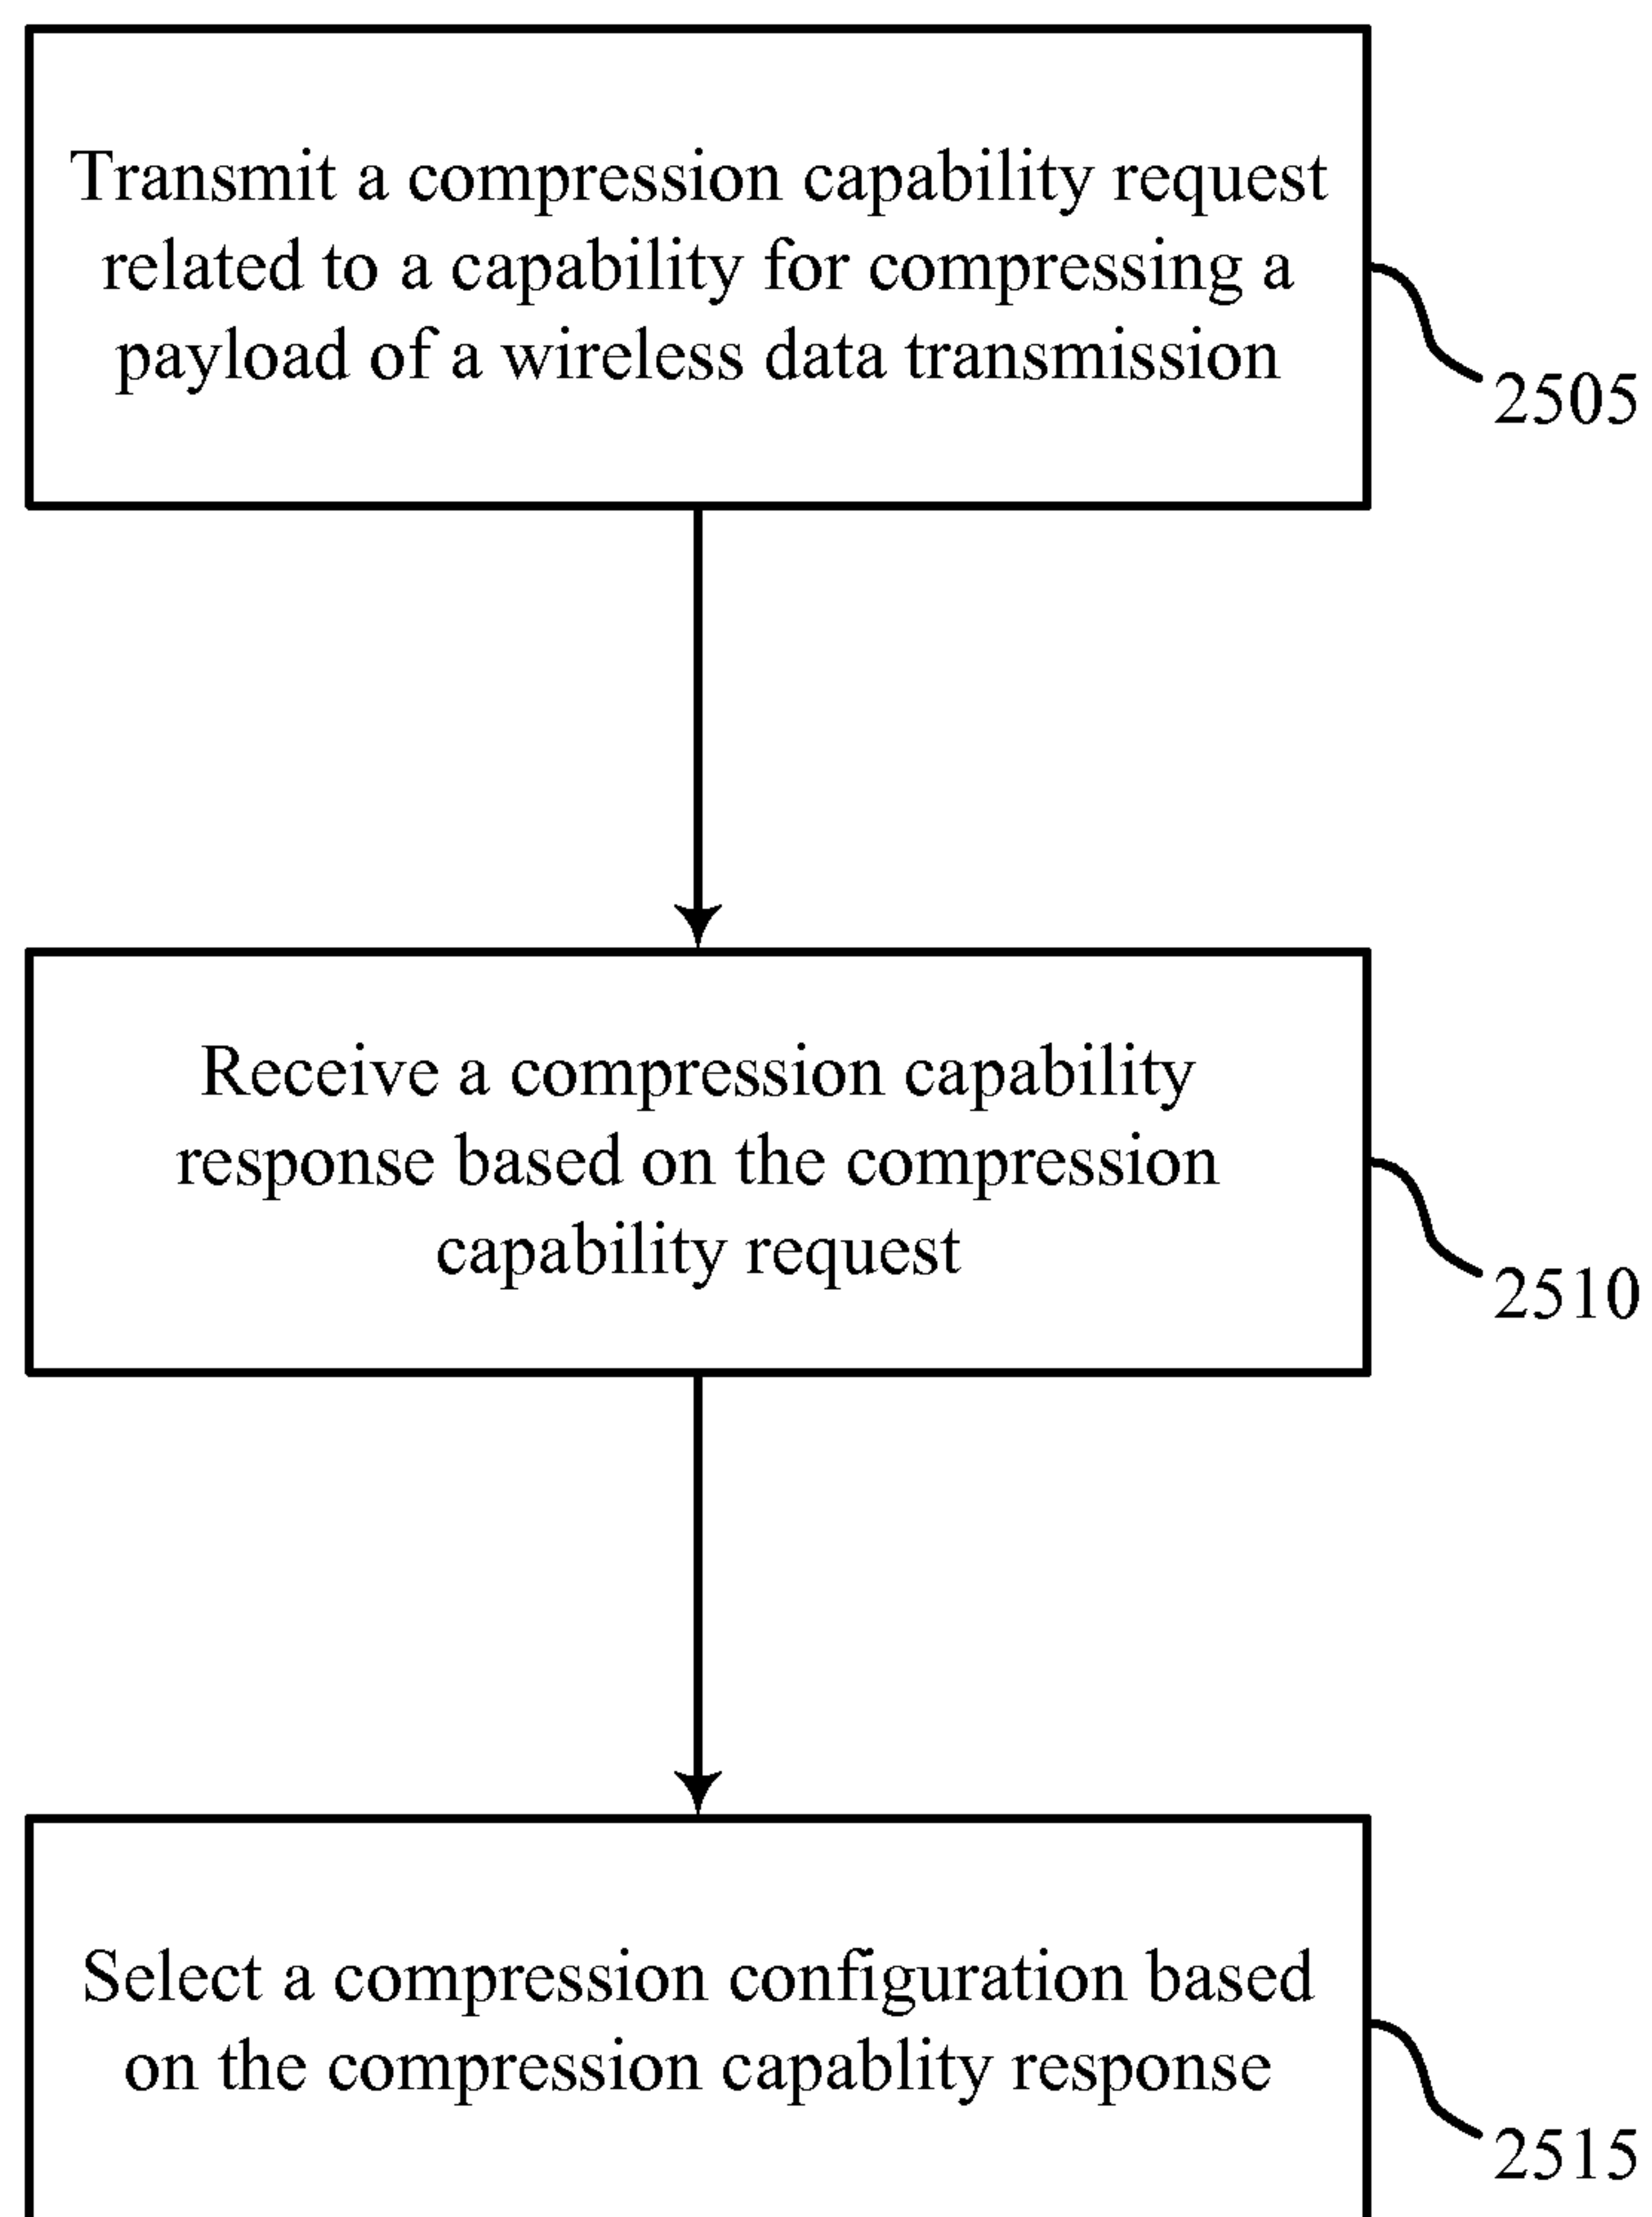 Transmit a compression capability request
related to a capability for compressing a
payload of a wireless data transmission
2505
Receive a compression capability
response based on the compression
capability request
2510
Select a compression configuration based
on the compression capablity response
2515